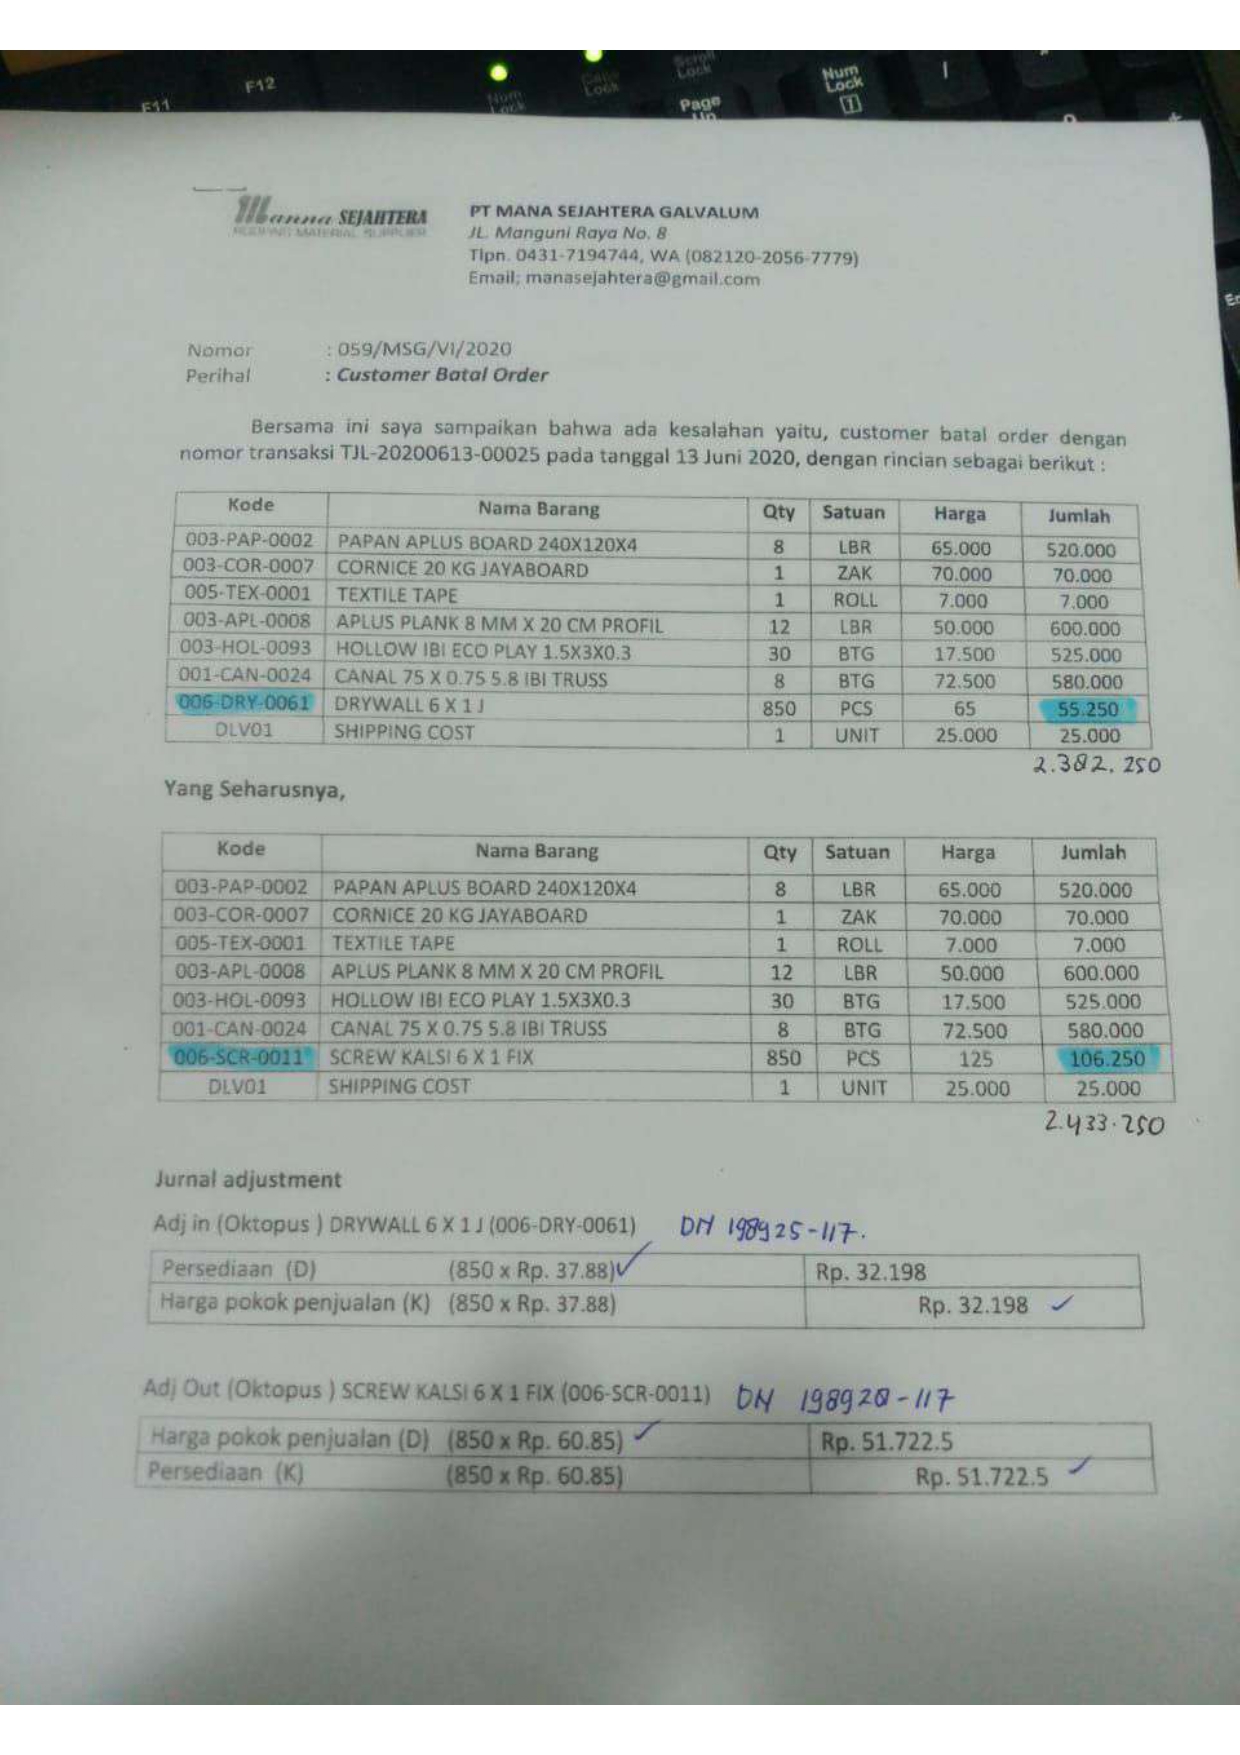 F11
F12
Num Lock
Caps Lock
Scroll Lock
Page Up
Num Lock
1
Manna SEJAHTERA
ROOFING MATERIAL SUPPLIER
PT MANA SEJAHTERA GALVALUM
JL. Manguni Raya No. 8
Tlpn. 0431-7194744, WA (082120-2056-7779)
Email; manasejahtera@gmail.com
Nomor : 059/MSG/VI/2020
Perihal : Customer Batal Order
Bersama ini saya sampaikan bahwa ada kesalahan yaitu, customer batal order dengan
nomor transaksi TJL-20200613-00025 pada tanggal 13 Juni 2020, dengan rincian sebagai berikut :
Kode Nama Barang Qty Satuan Harga Jumlah
003-PAP-0002 PAPAN APLUS BOARD 240X120X4 8 LBR 65.000 520.000
003-COR-0007 CORNICE 20 KG JAYABOARD 1 ZAK 70.000 70.000
005-TEX-0001 TEXTILE TAPE 1 ROLL 7.000 7.000
003-APL-0008 APLUS PLANK 8 MM X 20 CM PROFIL 12 LBR 50.000 600.000
003-HOL-0093 HOLLOW IBI ECO PLAY 1.5X3X0.3 30 BTG 17.500 525.000
001-CAN-0024 CANAL 75 X 0.75 5.8 IBI TRUSS 8 BTG 72.500 580.000
006-DRY-0061 DRYWALL 6 X 1 J 850 PCS 65 55.250
DLV01 SHIPPING COST 1 UNIT 25.000 25.000
2.382.250
Yang Seharusnya,
Kode Nama Barang Qty Satuan Harga Jumlah
003-PAP-0002 PAPAN APLUS BOARD 240X120X4 8 LBR 65.000 520.000
003-COR-0007 CORNICE 20 KG JAYABOARD 1 ZAK 70.000 70.000
005-TEX-0001 TEXTILE TAPE 1 ROLL 7.000 7.000
003-APL-0008 APLUS PLANK 8 MM X 20 CM PROFIL 12 LBR 50.000 600.000
003-HOL-0093 HOLLOW IBI ECO PLAY 1.5X3X0.3 30 BTG 17.500 525.000
001-CAN-0024 CANAL 75 X 0.75 5.8 IBI TRUSS 8 BTG 72.500 580.000
006-SCR-0011 SCREW KALSI 6 X 1 FIX 850 PCS 125 106.250
DLV01 SHIPPING COST 1 UNIT 25.000 25.000
2.433.250
Jurnal adjustment
Adj in (Oktopus ) DRYWALL 6 X 1 J (006-DRY-0061) DN 198925-117.
Persediaan (D) (850 x Rp. 37.88) Rp. 32.198
Harga pokok penjualan (K) (850 x Rp. 37.88) Rp. 32.198
Adj Out (Oktopus ) SCREW KALSI 6 X 1 FIX (006-SCR-0011) DN 198928-117
Harga pokok penjualan (D) (850 x Rp. 60.85) Rp. 51.722.5
Persediaan (K) (850 x Rp. 60.85) Rp. 51.722.5